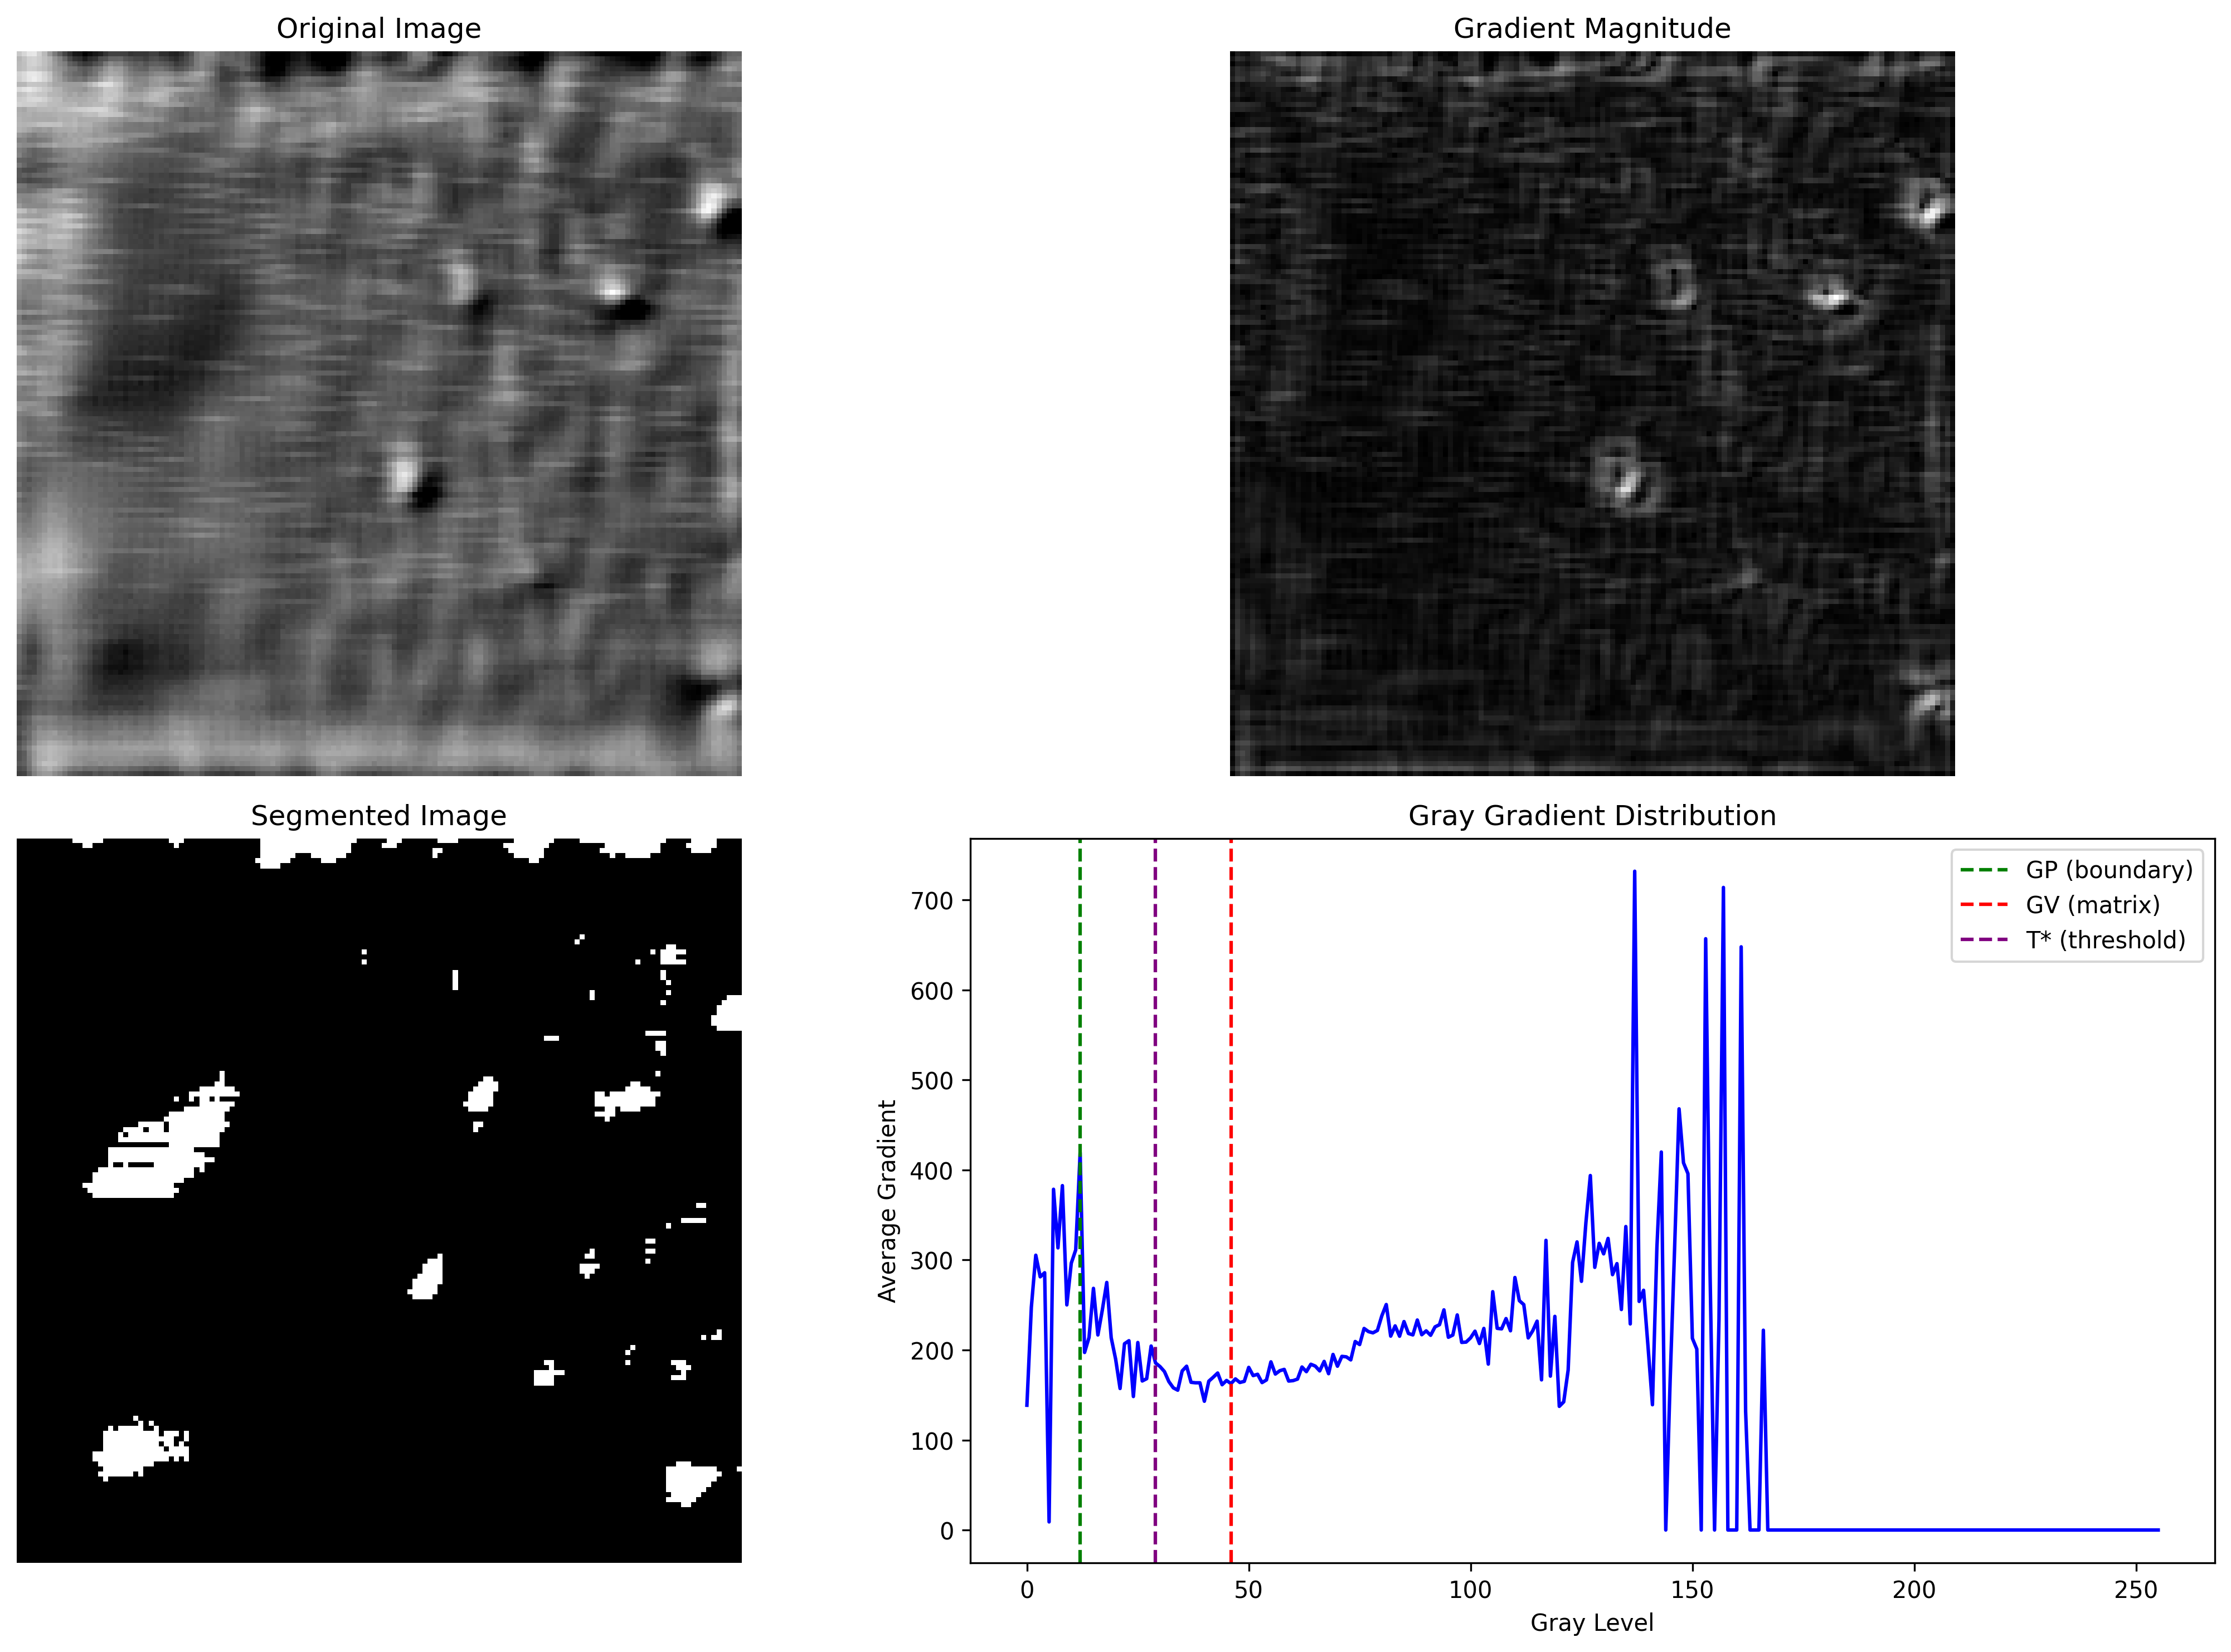 Original Image
Gradient Magnitude
Segmented Image
Gray Gradient Distribution
GP (boundary)
GV (matrix)
T* (threshold)
Average Gradient
700
600
500
400
300
200
100
0
0 50 100 150 200 250
Gray Level